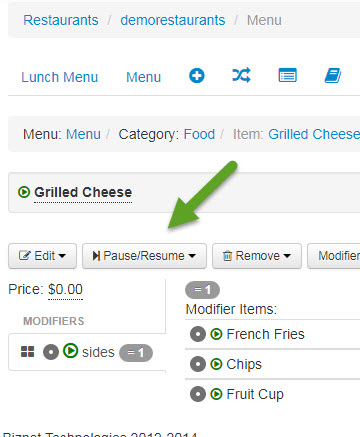 Restaurants / demorestaurants / Menu
Lunch Menu Menu
Menu: Menu / Category: Food / Item: Grilled Cheese
Grilled Cheese
Edit Pause/Resume Remove Modifier
Price: $0.00
= 1
Modifier Items:
MODIFIERS
French Fries
sides = 1
Chips
Fruit Cup
Biznet Technologies 2012-2014